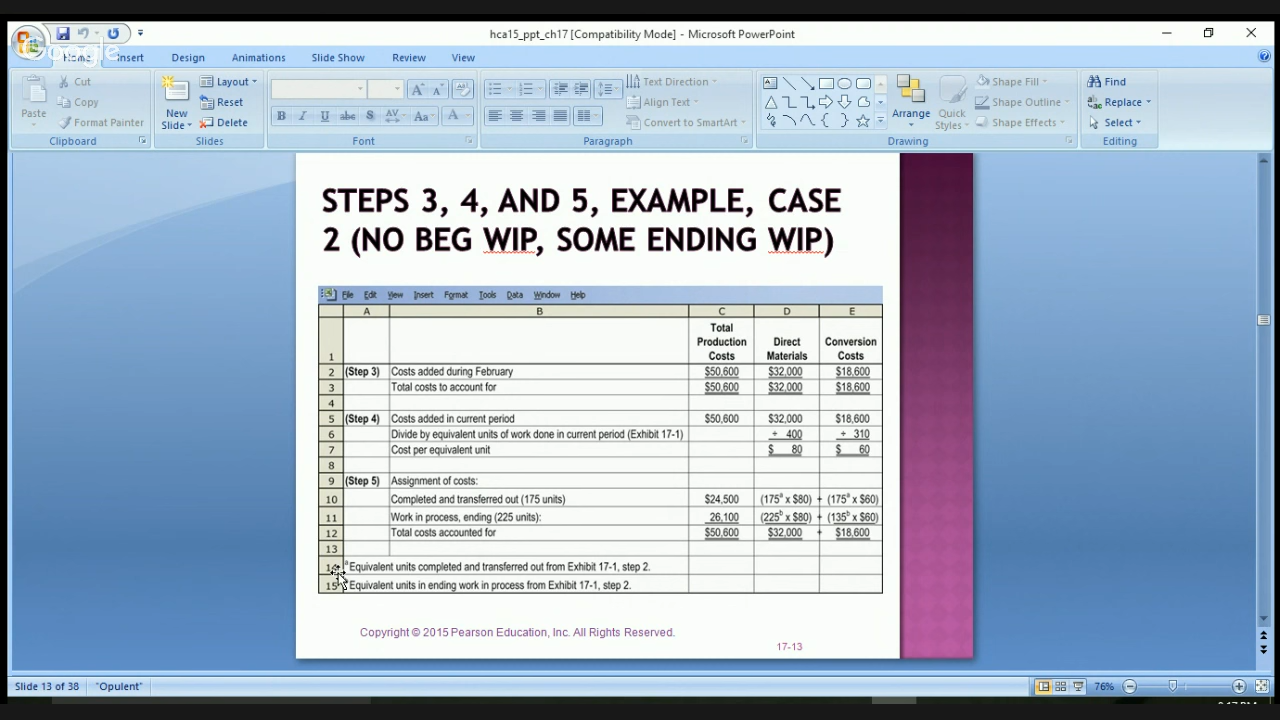 hca15_ppt_ch17 [Compatibility Mode] - Microsoft PowerPoint
Google
Home Insert Design Animations Slide Show Review View
Paste Cut Copy Format Painter
Clipboard
New Slide Layout Reset Delete
Slides
B I U abc S AV Aa A
Font
Text Direction Align Text Convert to SmartArt
Paragraph
Arrange Quick Styles Shape Fill Shape Outline Shape Effects
Drawing
Find Replace Select
Editing
STEPS 3, 4, AND 5, EXAMPLE, CASE
2 (NO BEG WIP, SOME ENDING WIP)
File Edit View Insert Format Tools Data Window Help
A B C D E
1 Total Production Costs Direct Materials Conversion Costs
2 (Step 3) Costs added during February $50,600 $32,000 $18,600
3 Total costs to account for $50,600 $32,000 $18,600
4
5 (Step 4) Costs added in current period $50,600 $32,000 $18,600
6 Divide by equivalent units of work done in current period (Exhibit 17-1) ÷ 400 ÷ 310
7 Cost per equivalent unit $ 80 $ 60
8
9 (Step 5) Assignment of costs:
10 Completed and transferred out (175 units) $24,500 (175ᵃ x $80) + (175ᵃ x $60)
11 Work in process, ending (225 units): 26,100 (225ᵇ x $80) + (135ᵇ x $60)
12 Total costs accounted for $50,600 $32,000 + $18,600
13
14 ᵃEquivalent units completed and transferred out from Exhibit 17-1, step 2.
15 Equivalent units in ending work in process from Exhibit 17-1, step 2.
Copyright © 2015 Pearson Education, Inc. All Rights Reserved.
17-13
Slide 13 of 38 "Opulent" 76%